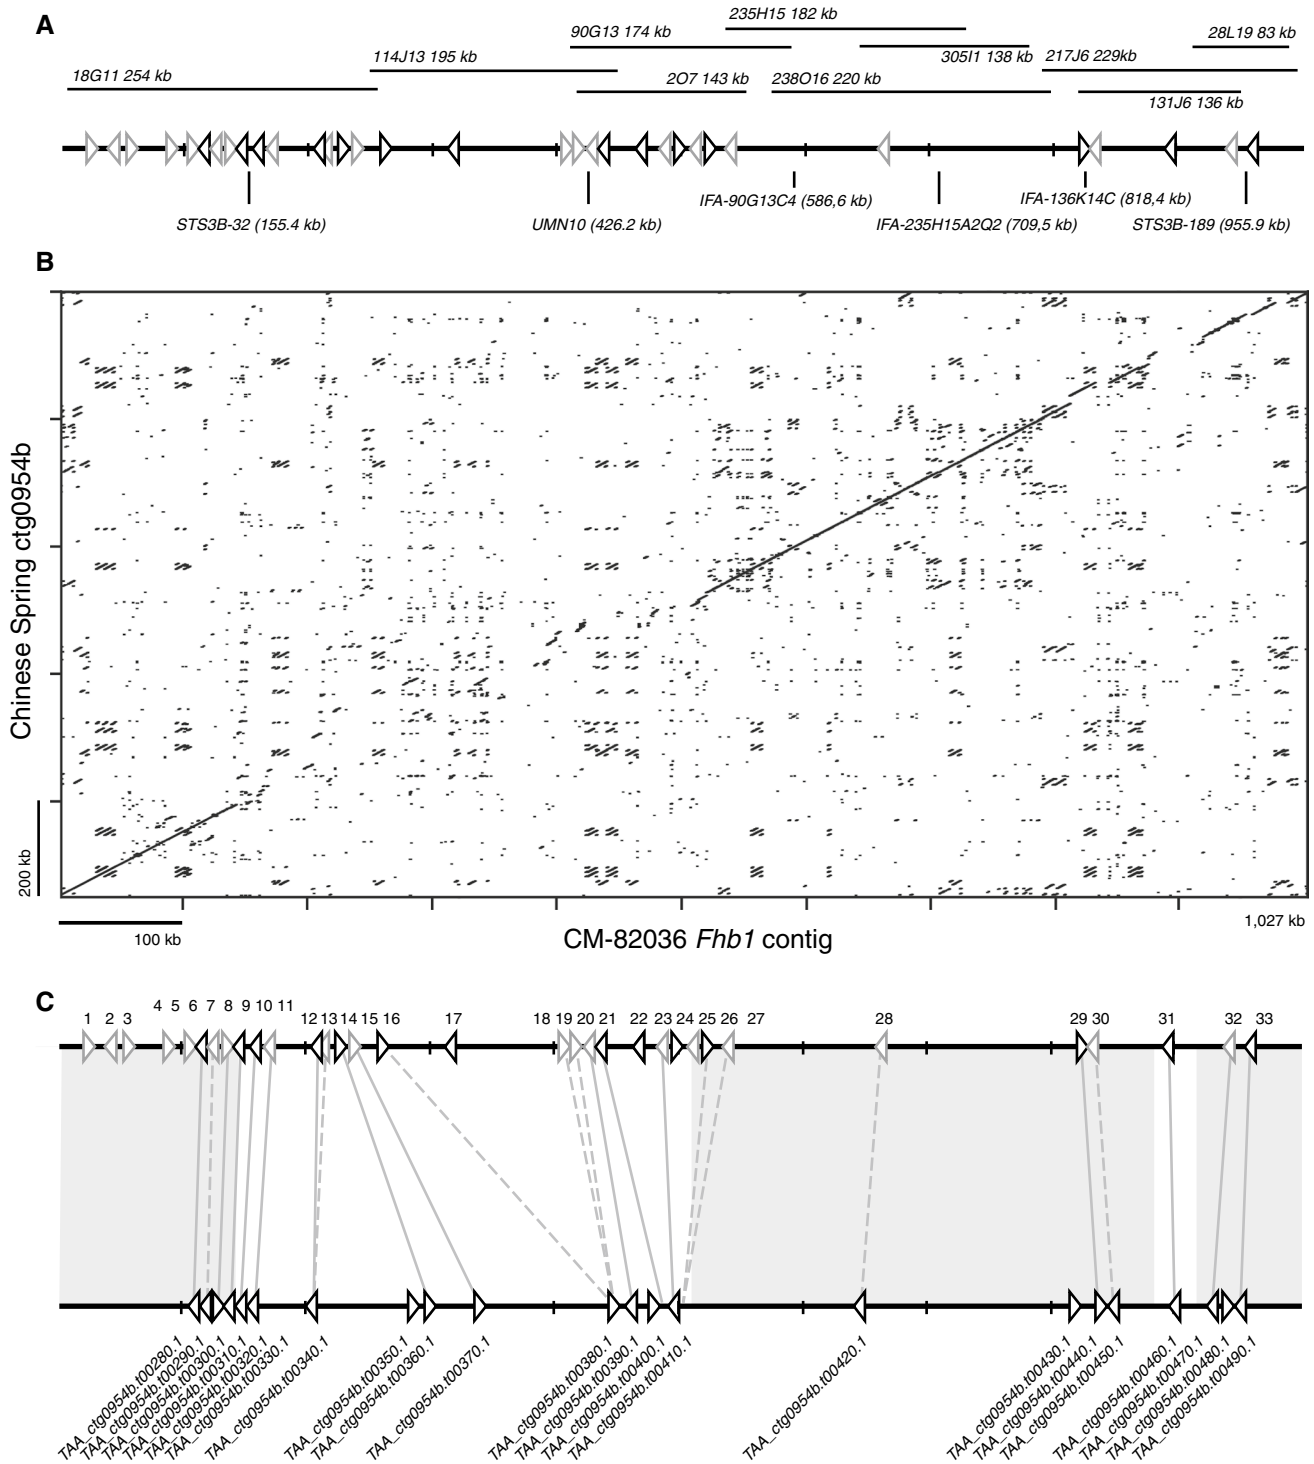 A
235H15 182 kb
90G13 174 kb
28L19 83 kb
114J13 195 kb
305I1 138 kb
217J6 229kb
18G11 254 kb
2O7 143 kb
238O16 220 kb
131J6 136 kb
STS3B-32 (155.4 kb)
UMN10 (426.2 kb)
IFA-90G13C4 (586,6 kb)
IFA-235H15A2Q2 (709,5 kb)
IFA-136K14C (818,4 kb)
STS3B-189 (955.9 kb)
B
Chinese Spring ctg0954b
200 kb
100 kb
CM-82036 Fhb1 contig
1,027 kb
C
1 2 3 4 5 6 7 8 9 10 11 12 13 14 15 16 17 18 19 20 21 22 23 24 25 26 27 28 29 30 31 32 33
TAA_ctg0954b.t00280.1
TAA_ctg0954b.t00290.1
TAA_ctg0954b.t00300.1
TAA_ctg0954b.t00310.1
TAA_ctg0954b.t00320.1
TAA_ctg0954b.t00330.1
TAA_ctg0954b.t00340.1
TAA_ctg0954b.t00350.1
TAA_ctg0954b.t00360.1
TAA_ctg0954b.t00370.1
TAA_ctg0954b.t00380.1
TAA_ctg0954b.t00390.1
TAA_ctg0954b.t00400.1
TAA_ctg0954b.t00410.1
TAA_ctg0954b.t00420.1
TAA_ctg0954b.t00430.1
TAA_ctg0954b.t00440.1
TAA_ctg0954b.t00450.1
TAA_ctg0954b.t00460.1
TAA_ctg0954b.t00470.1
TAA_ctg0954b.t00480.1
TAA_ctg0954b.t00490.1